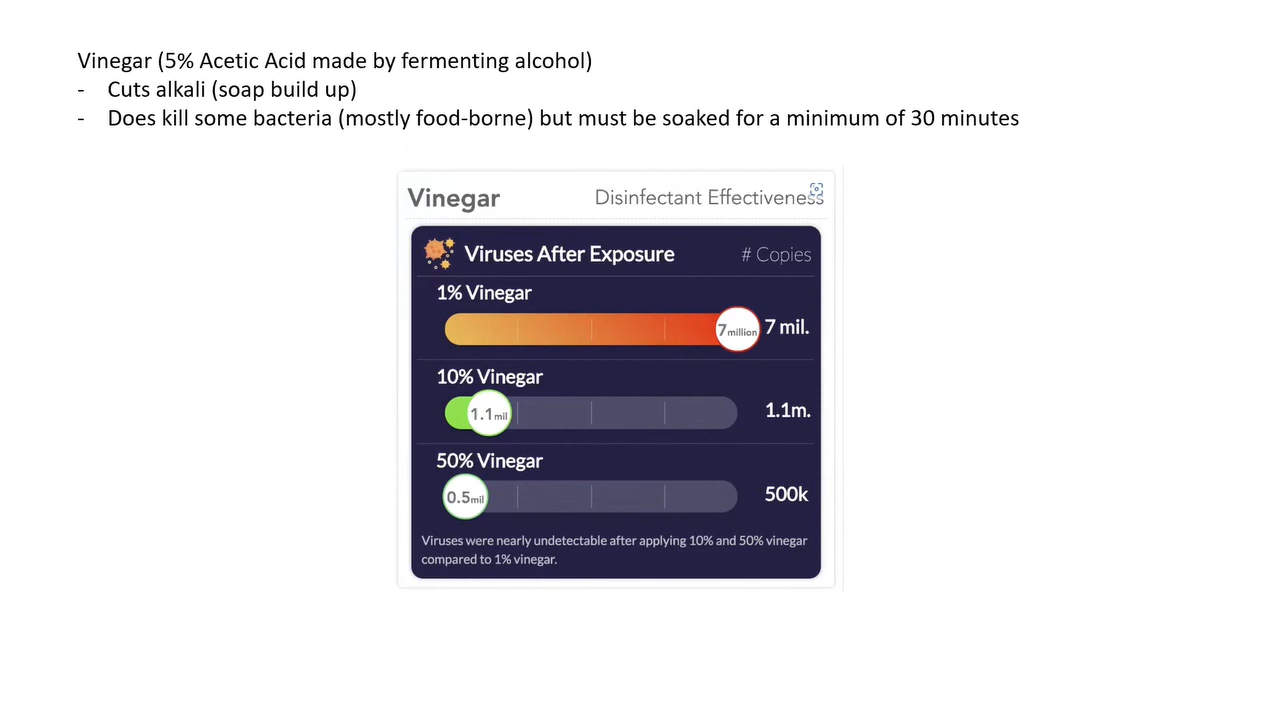 Vinegar (5% Acetic Acid made by fermenting alcohol)
- Cuts alkali (soap build up)
- Does kill some bacteria (mostly food-borne) but must be soaked for a minimum of 30 minutes
Vinegar Disinfectant Effectiveness
Viruses After Exposure # Copies
1% Vinegar
7 million 7 mil.
10% Vinegar
1.1 mil 1.1m.
50% Vinegar
0.5 mil 500k
Viruses were nearly undetectable after applying 10% and 50% vinegar
compared to 1% vinegar.